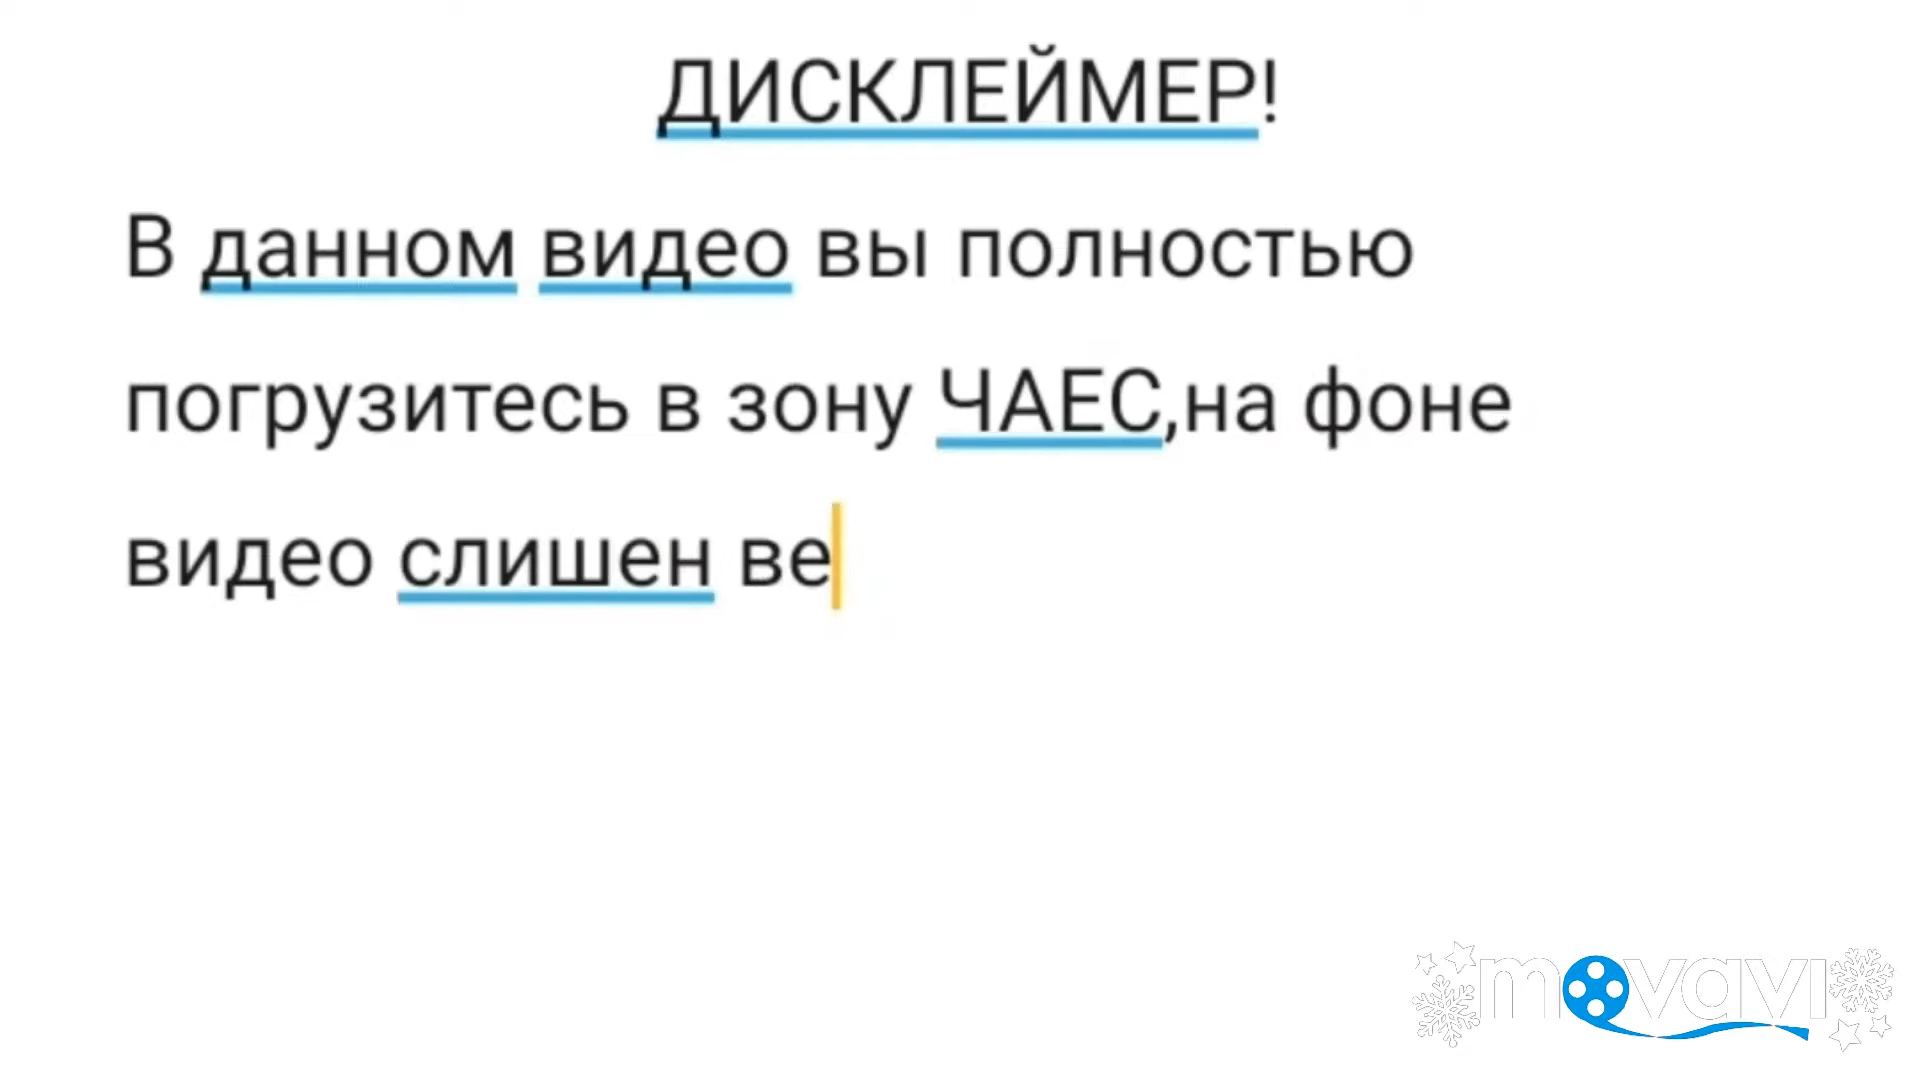 ДИСКЛЕЙМЕР!
В данном видео вы полностью
погрузитесь в зону ЧАЕС,на фоне
видео слишен ве
movavi